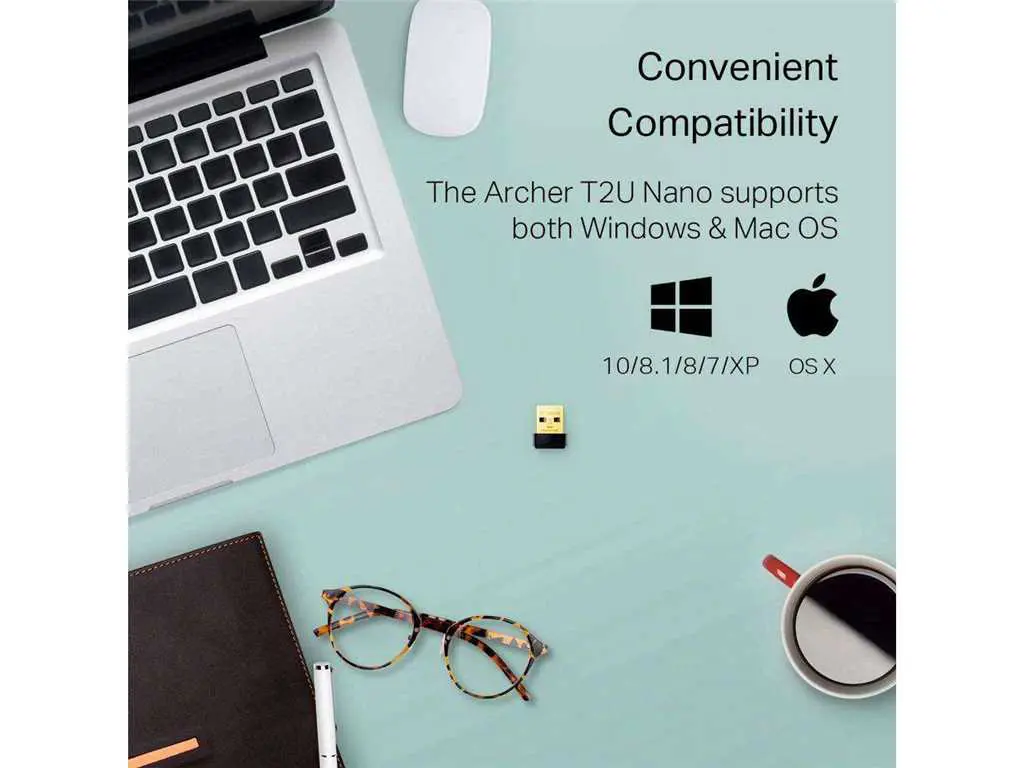 Convenient
Compatibility
The Archer T2U Nano supports
both Windows & Mac OS
10/8.1/8/7/XP
OS X